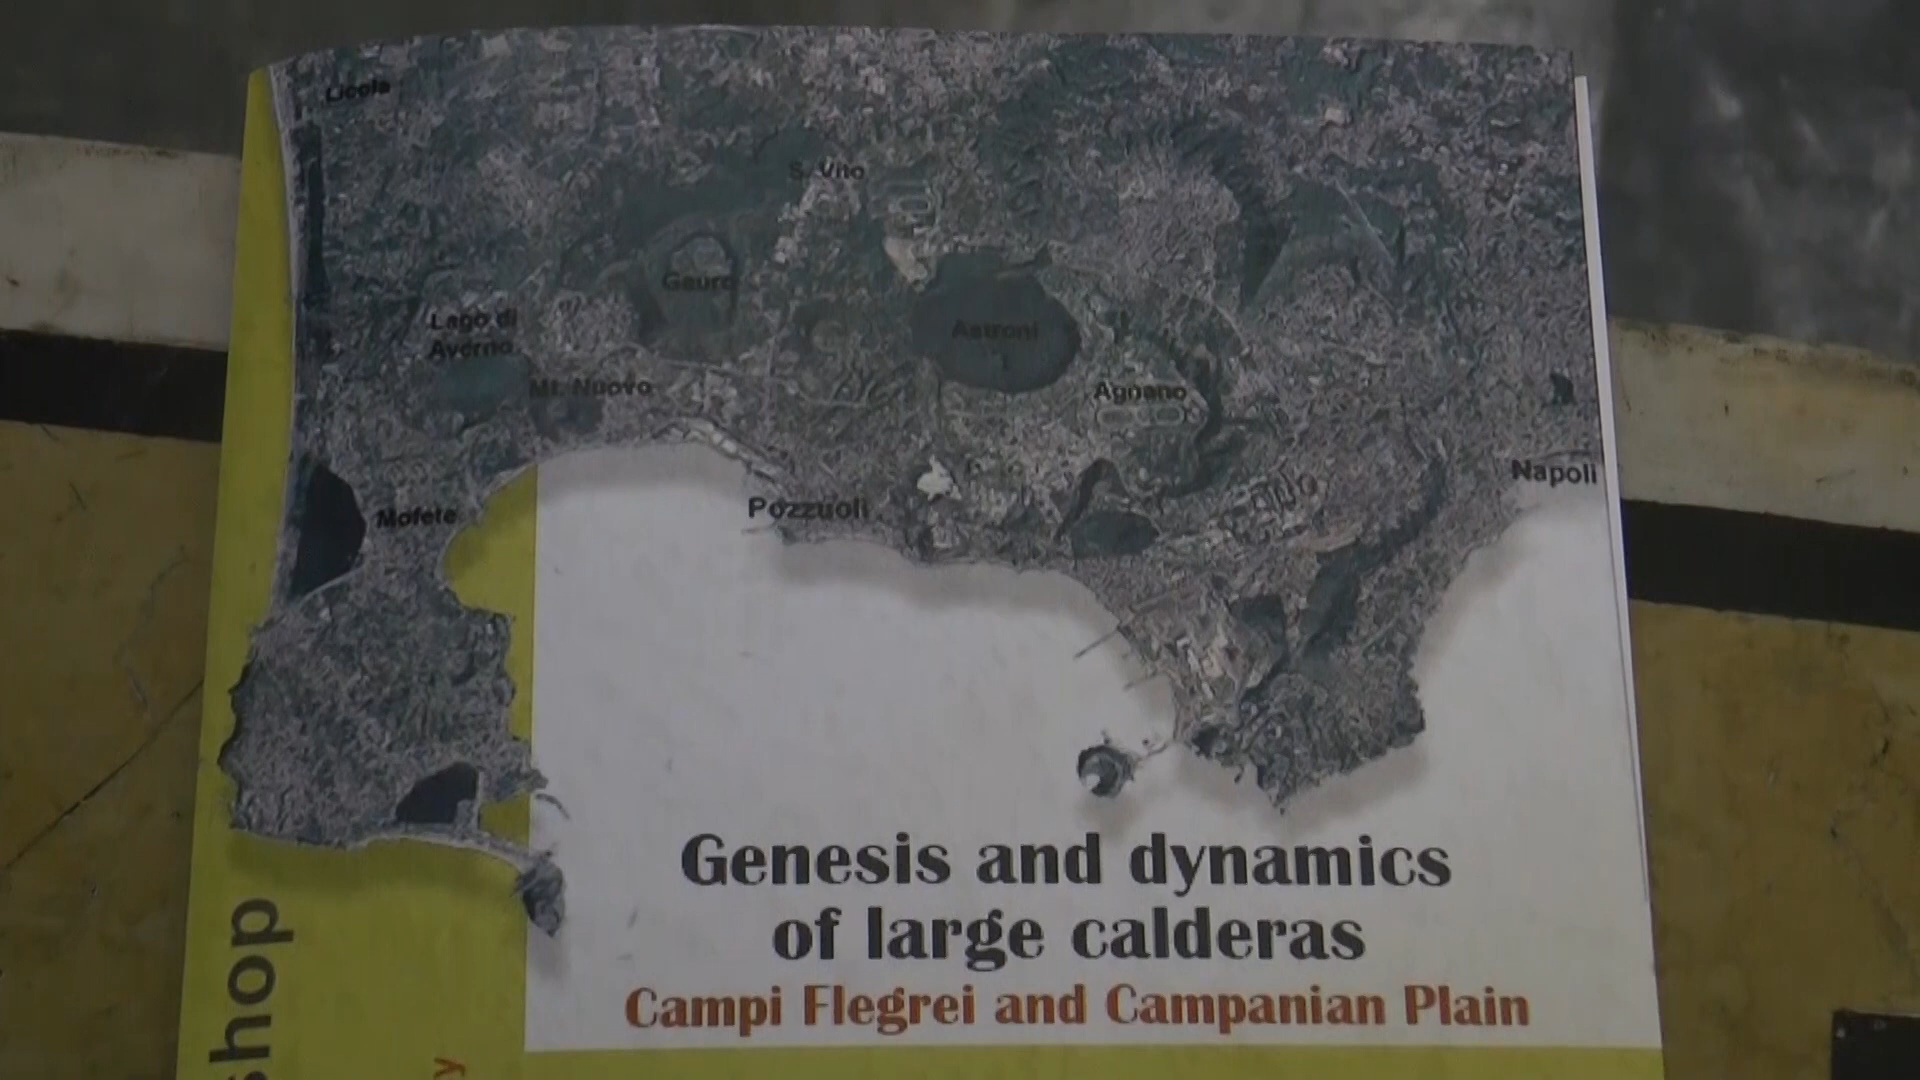 Licola
S. Vito
Gauro
Lago di
Averno
Astroni
Mt. Nuovo
Agnano
Napoli
Pozzuoli
Mofete
Genesis and dynamics
of large calderas
Campi Flegrei and Campanian Plain
shop
y